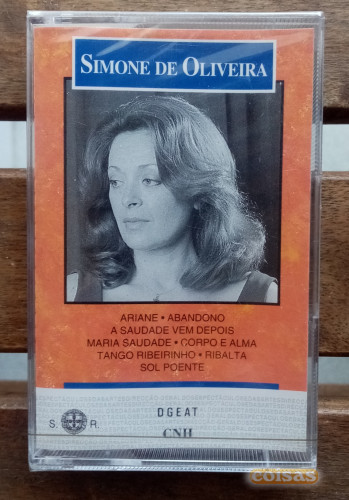 SIMONE DE OLIVEIRA
ARIANE • ABANDONO
A SAUDADE VEM DEPOIS
MARIA SAUDADE • CORPO E ALMA
TANGO RIBEIRINHO • RIBALTA
SOL POENTE
DGEAT
S. R.
CNH
coisas